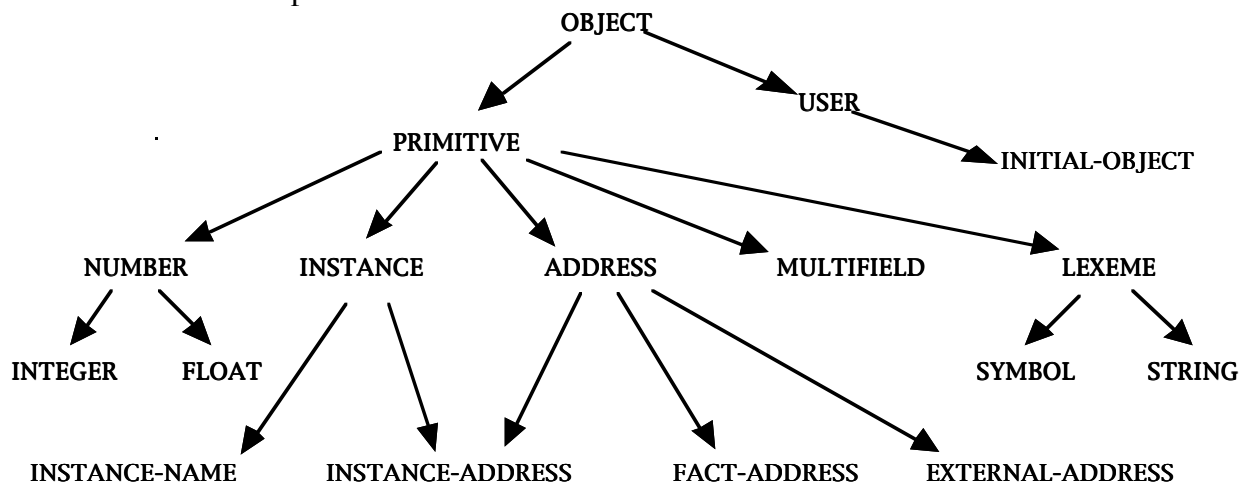 OBJECT
USER
PRIMITIVE
INITIAL-OBJECT
NUMBER INSTANCE ADDRESS MULTIFIELD LEXEME
INTEGER FLOAT SYMBOL STRING
INSTANCE-NAME INSTANCE-ADDRESS FACT-ADDRESS EXTERNAL-ADDRESS